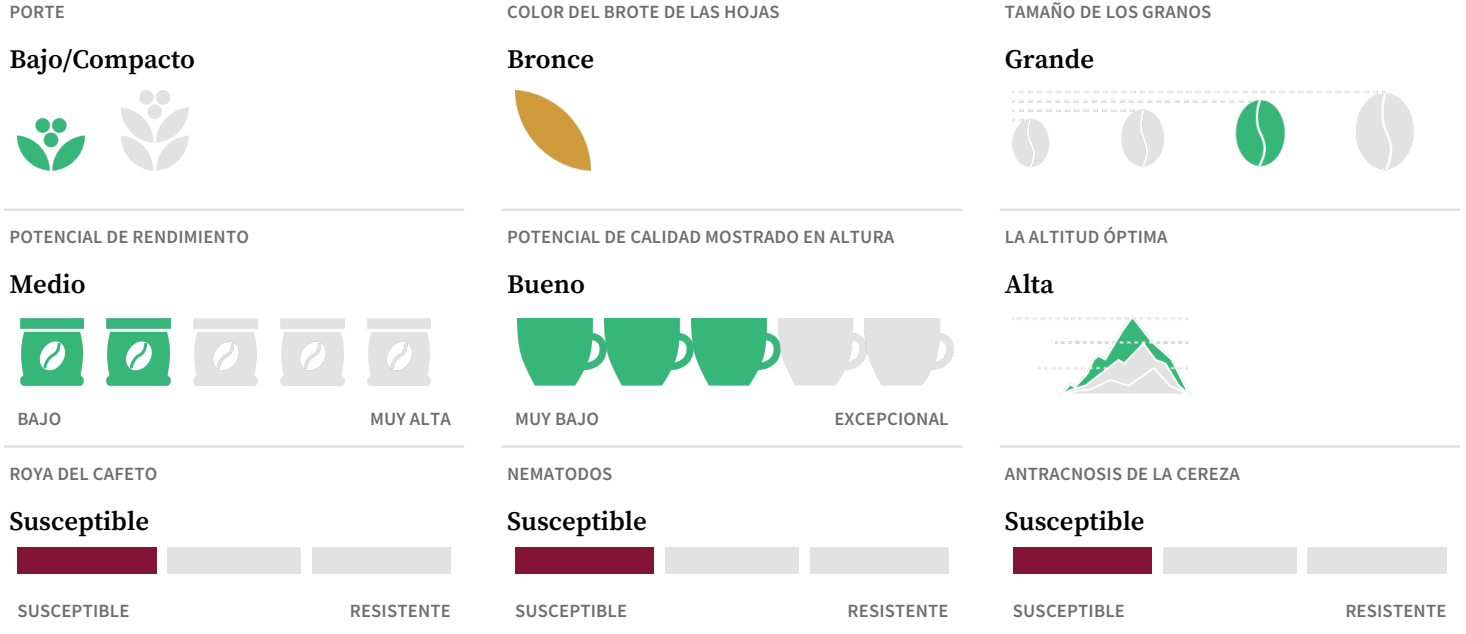 PORTE
Bajo/Compacto
COLOR DEL BROTE DE LAS HOJAS
Bronce
TAMAÑO DE LOS GRANOS
Grande
POTENCIAL DE RENDIMIENTO
Medio
BAJO
MUY ALTA
POTENCIAL DE CALIDAD MOSTRADO EN ALTURA
Bueno
MUY BAJO
EXCEPCIONAL
LA ALTITUD ÓPTIMA
Alta
ROYA DEL CAFETO
Susceptible
SUSCEPTIBLE
RESISTENTE
NEMATODOS
Susceptible
SUSCEPTIBLE
RESISTENTE
ANTRACNOSIS DE LA CEREZA
Susceptible
SUSCEPTIBLE
RESISTENTE